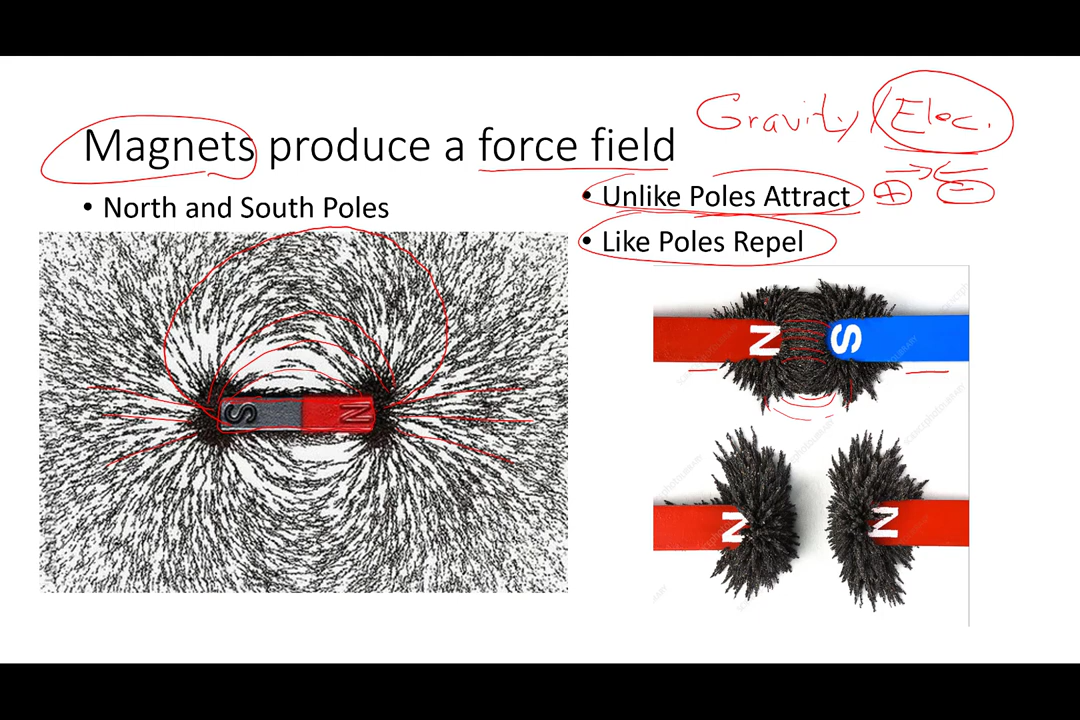 Gravity / Elec.
Magnets produce a force field
• North and South Poles
• Unlike Poles Attract
+ -
• Like Poles Repel
N S
S N
N N